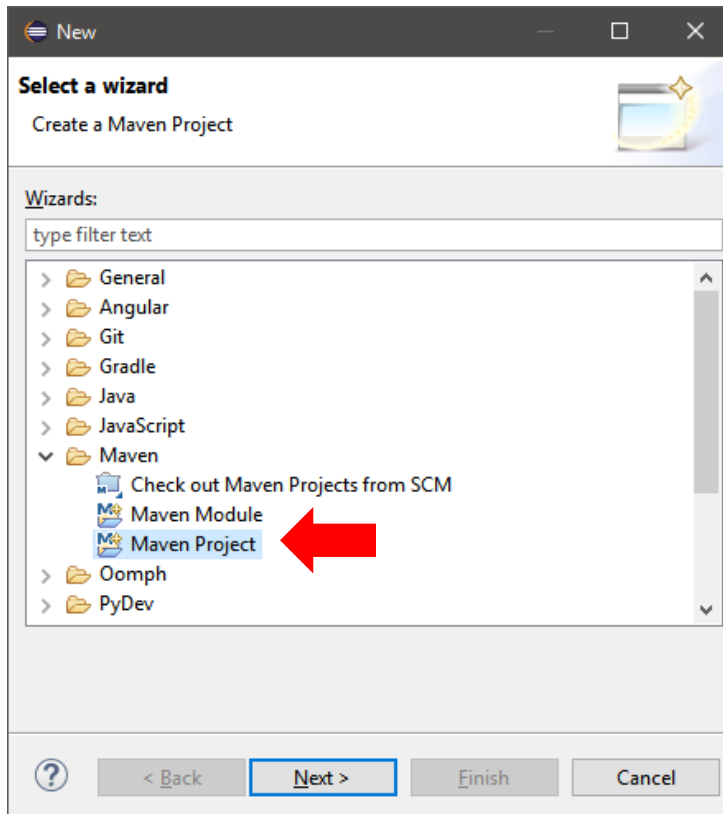 New
Select a wizard
Create a Maven Project
Wizards:
type filter text
General
Angular
Git
Gradle
Java
JavaScript
Maven
Check out Maven Projects from SCM
Maven Module
Maven Project
Oomph
PyDev
? < Back Next > Finish Cancel